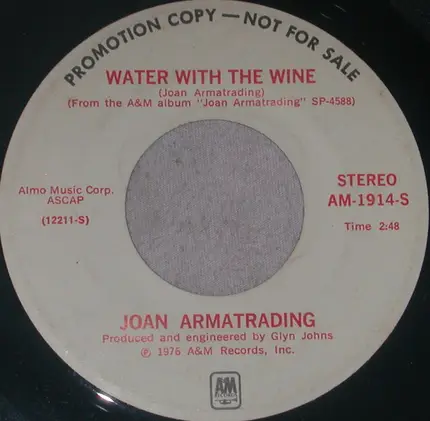 PROMOTION COPY — NOT FOR SALE
WATER WITH THE WINE
(Joan Armatrading)
(From the A&M album "Joan Armatrading" SP-4588)
Almo Music Corp.
ASCAP
(12211-S)
STEREO
AM-1914-S
Time 2:48
JOAN ARMATRADING
Produced and engineered by Glyn Johns
℗ 1976 A&M Records, Inc.
A&M
RECORDS